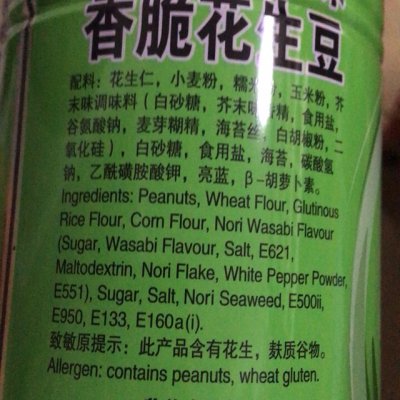 香脆花生豆
配料：花生仁，小麦粉，糯米粉，玉米粉，芥
末味调味料（白砂糖，芥末味香精，食用盐，
谷氨酸钠，麦芽糊精，海苔丝，白胡椒粉，二
氧化硅），白砂糖，食用盐，海苔，碳酸氢
钠，乙酰磺胺酸钾，亮蓝，β-胡萝卜素。
Ingredients: Peanuts, Wheat Flour, Glutinous
Rice Flour, Corn Flour, Nori Wasabi Flavour
(Sugar, Wasabi Flavour, Salt, E621,
Maltodextrin, Nori Flake, White Pepper Powder,
E551), Sugar, Salt, Nori Seaweed, E500ii,
E950, E133, E160a(i).
致敏原提示：此产品含有花生，麸质谷物。
Allergen: contains peanuts, wheat gluten.